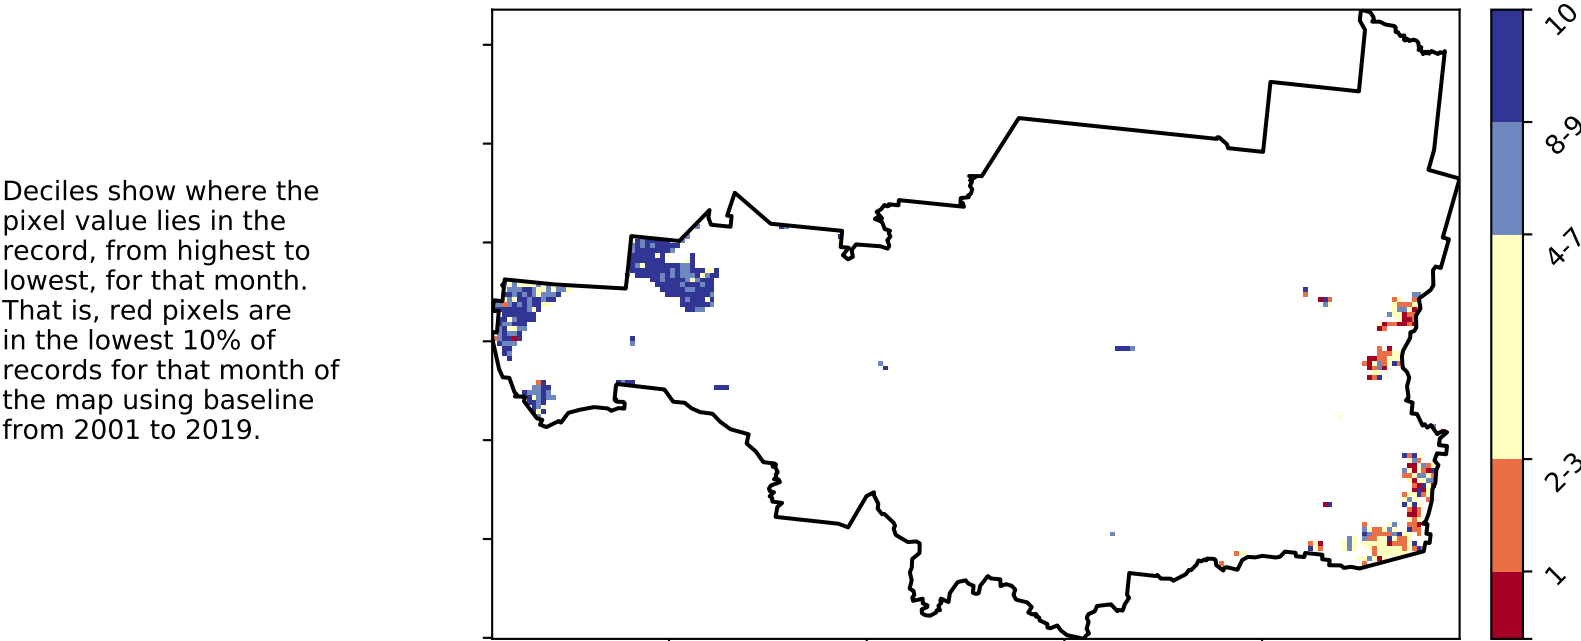 Deciles show where the
pixel value lies in the
record, from highest to
lowest, for that month.
That is, red pixels are
in the lowest 10% of
records for that month of
the map using baseline
from 2001 to 2019.
10
8-9
4-7
2-3
1